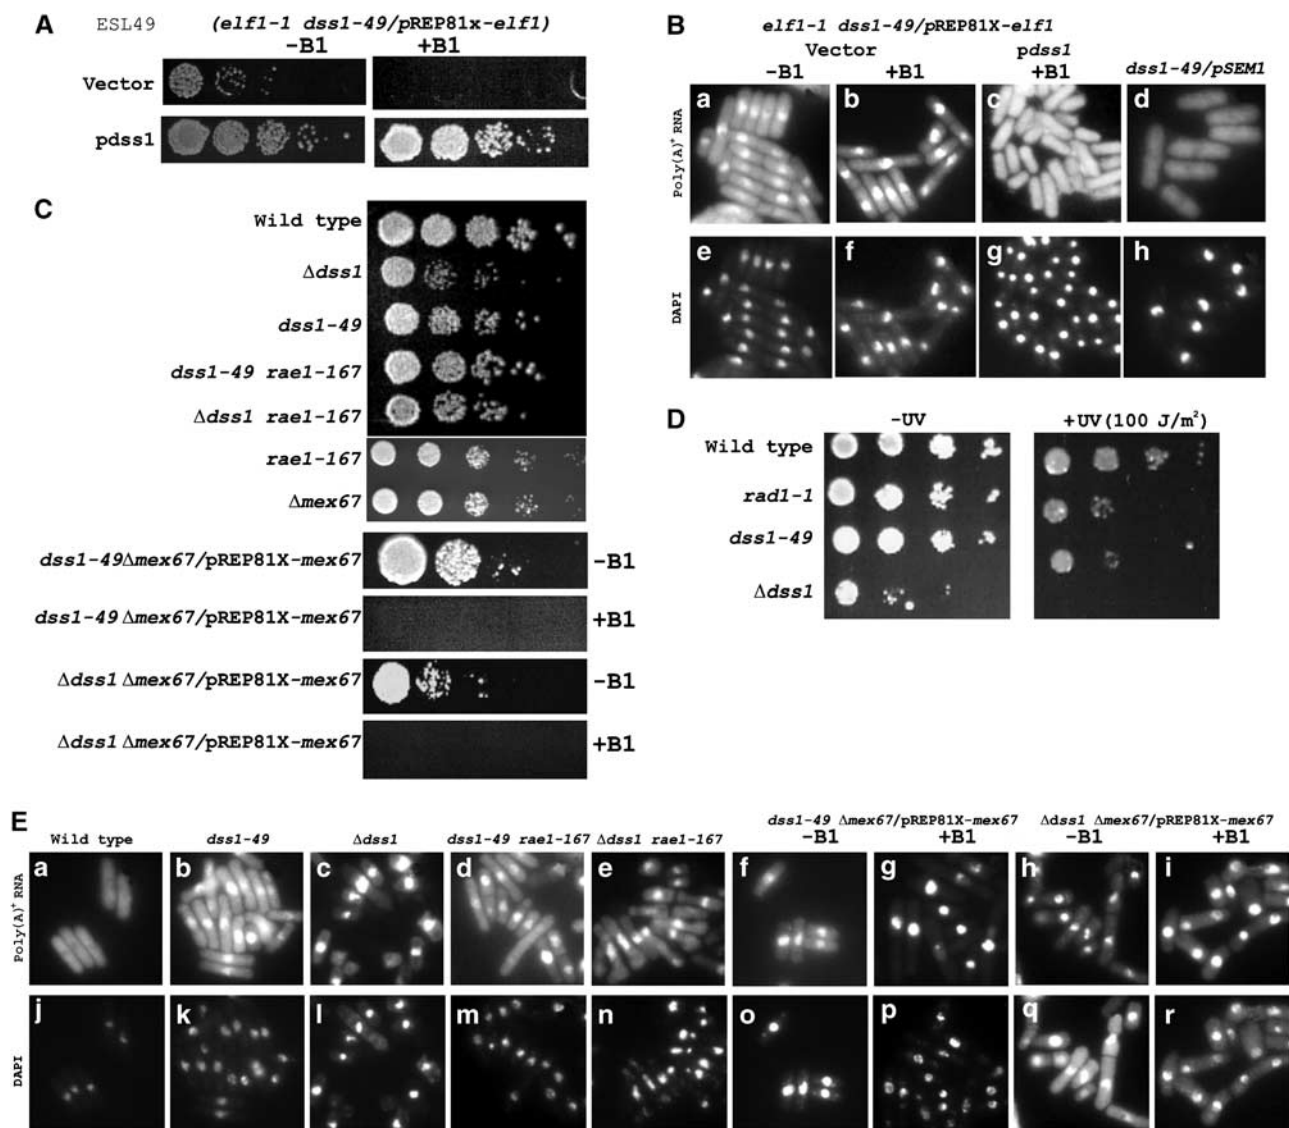 A
ESL49 (elf1-1 dss1-49/pREP81x-elf1)
-B1 +B1
Vector
pdss1
B
elf1-1 dss1-49/pREP81X-elf1
Vector pdss1
-B1 +B1 +B1 dss1-49/pSEM1
Poly(A)+ RNA
a b c d
DAPI
e f g h
C
Wild type
Δdss1
dss1-49
dss1-49 rae1-167
Δdss1 rae1-167
rae1-167
Δmex67
dss1-49Δmex67/pREP81X-mex67 -B1
dss1-49 Δmex67/pREP81X-mex67 +B1
Δdss1 Δmex67/pREP81X-mex67 -B1
Δdss1 Δmex67/pREP81X-mex67 +B1
D
-UV +UV(100 J/m²)
Wild type
rad1-1
dss1-49
Δdss1
E
Wild type dss1-49 Δdss1 dss1-49 rae1-167 Δdss1 rae1-167 dss1-49 Δmex67/pREP81X-mex67 Δdss1 Δmex67/pREP81X-mex67
-B1 +B1 -B1 +B1
Poly(A)+ RNA
a b c d e f g h i
DAPI
j k l m n o p q r